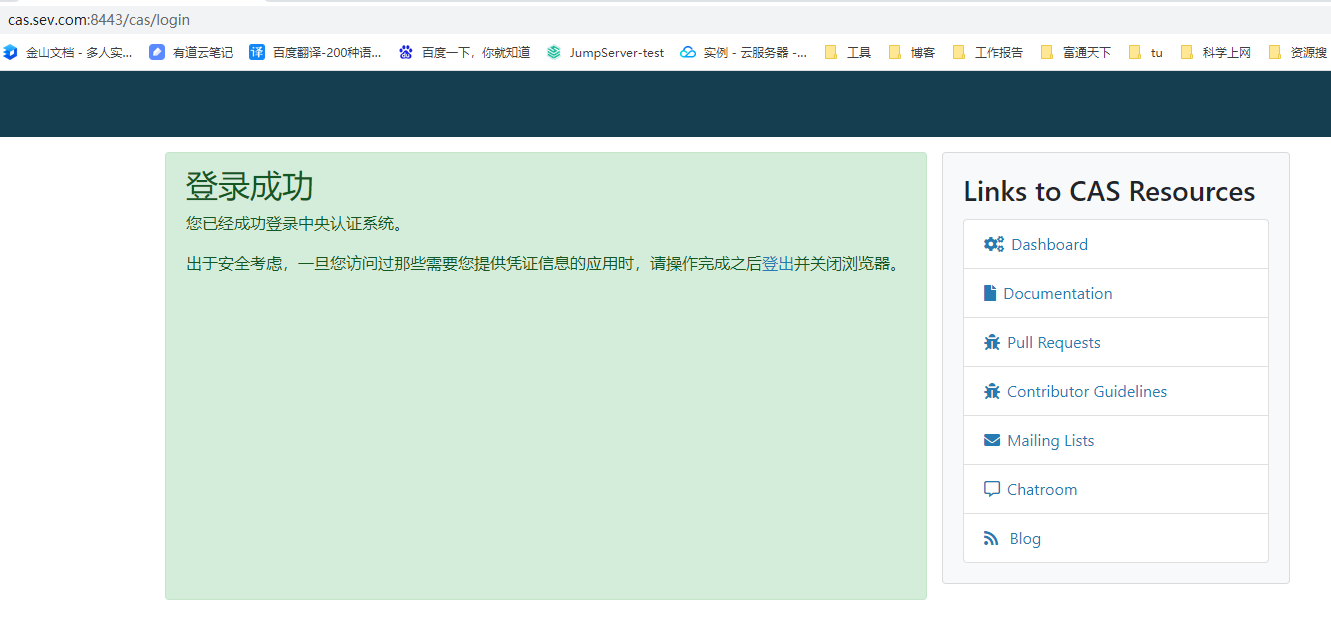 cas.sev.com:8443/cas/login
金山文档 - 多人实... 有道云笔记 百度翻译-200种语... 百度一下，你就知道 JumpServer-test 实例 - 云服务器 -... 工具 博客 工作报告 富通天下 tu 科学上网 资源搜
登录成功
您已经成功登录中央认证系统。
出于安全考虑，一旦您访问过那些需要您提供凭证信息的应用时，请操作完成之后登出并关闭浏览器。
Links to CAS Resources
Dashboard
Documentation
Pull Requests
Contributor Guidelines
Mailing Lists
Chatroom
Blog